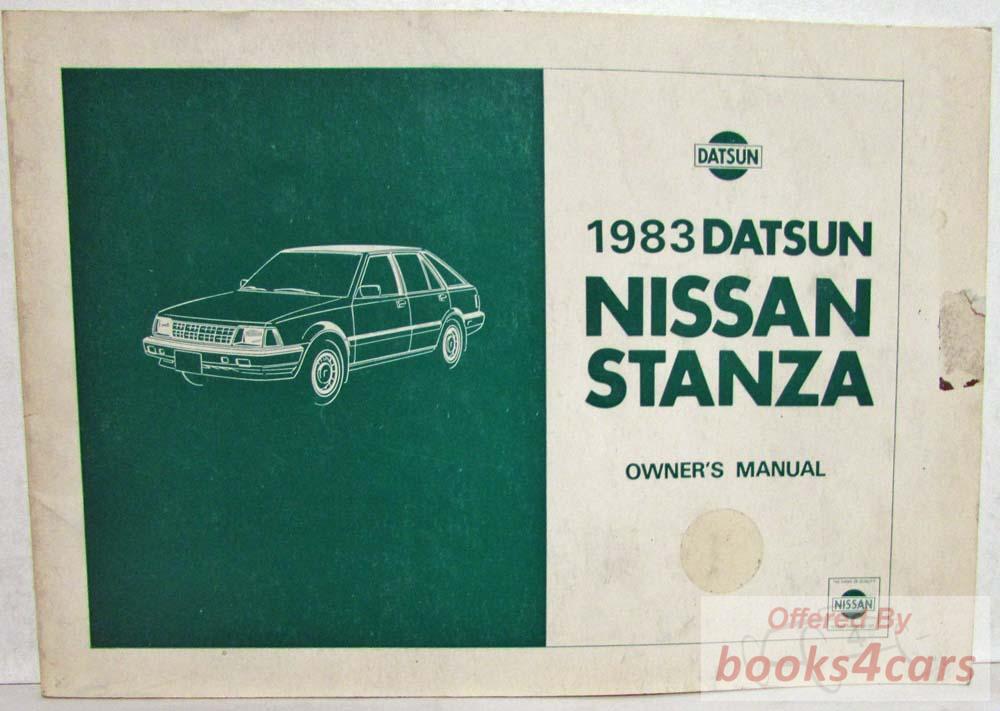 DATSUN
1983 DATSUN
NISSAN
STANZA
OWNER'S MANUAL
NISSAN
Offered By
books4cars